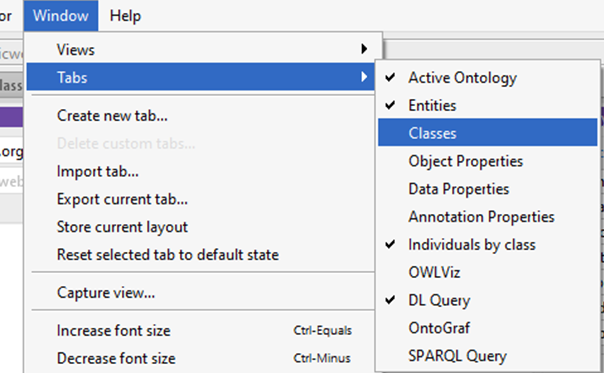 or Window Help
icwe
lass
.org
web
Views
Tabs
Create new tab...
Delete custom tabs...
Import tab...
Export current tab...
Store current layout
Reset selected tab to default state
Capture view...
Increase font size Ctrl-Equals
Decrease font size Ctrl-Minus
Active Ontology
Entities
Classes
Object Properties
Data Properties
Annotation Properties
Individuals by class
OWLViz
DL Query
OntoGraf
SPARQL Query